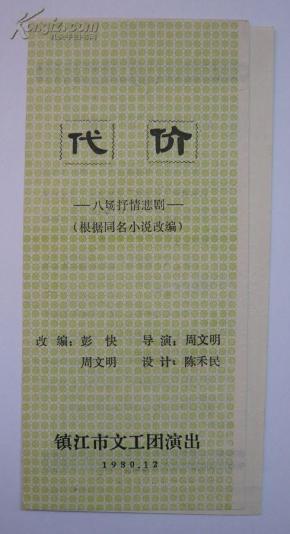 代价
—八场抒情悲剧—
(根据同名小说改编)
改编：彭快 导演：周文明
周文明 设计：陈禾民
镇江市文工团演出
1980.12